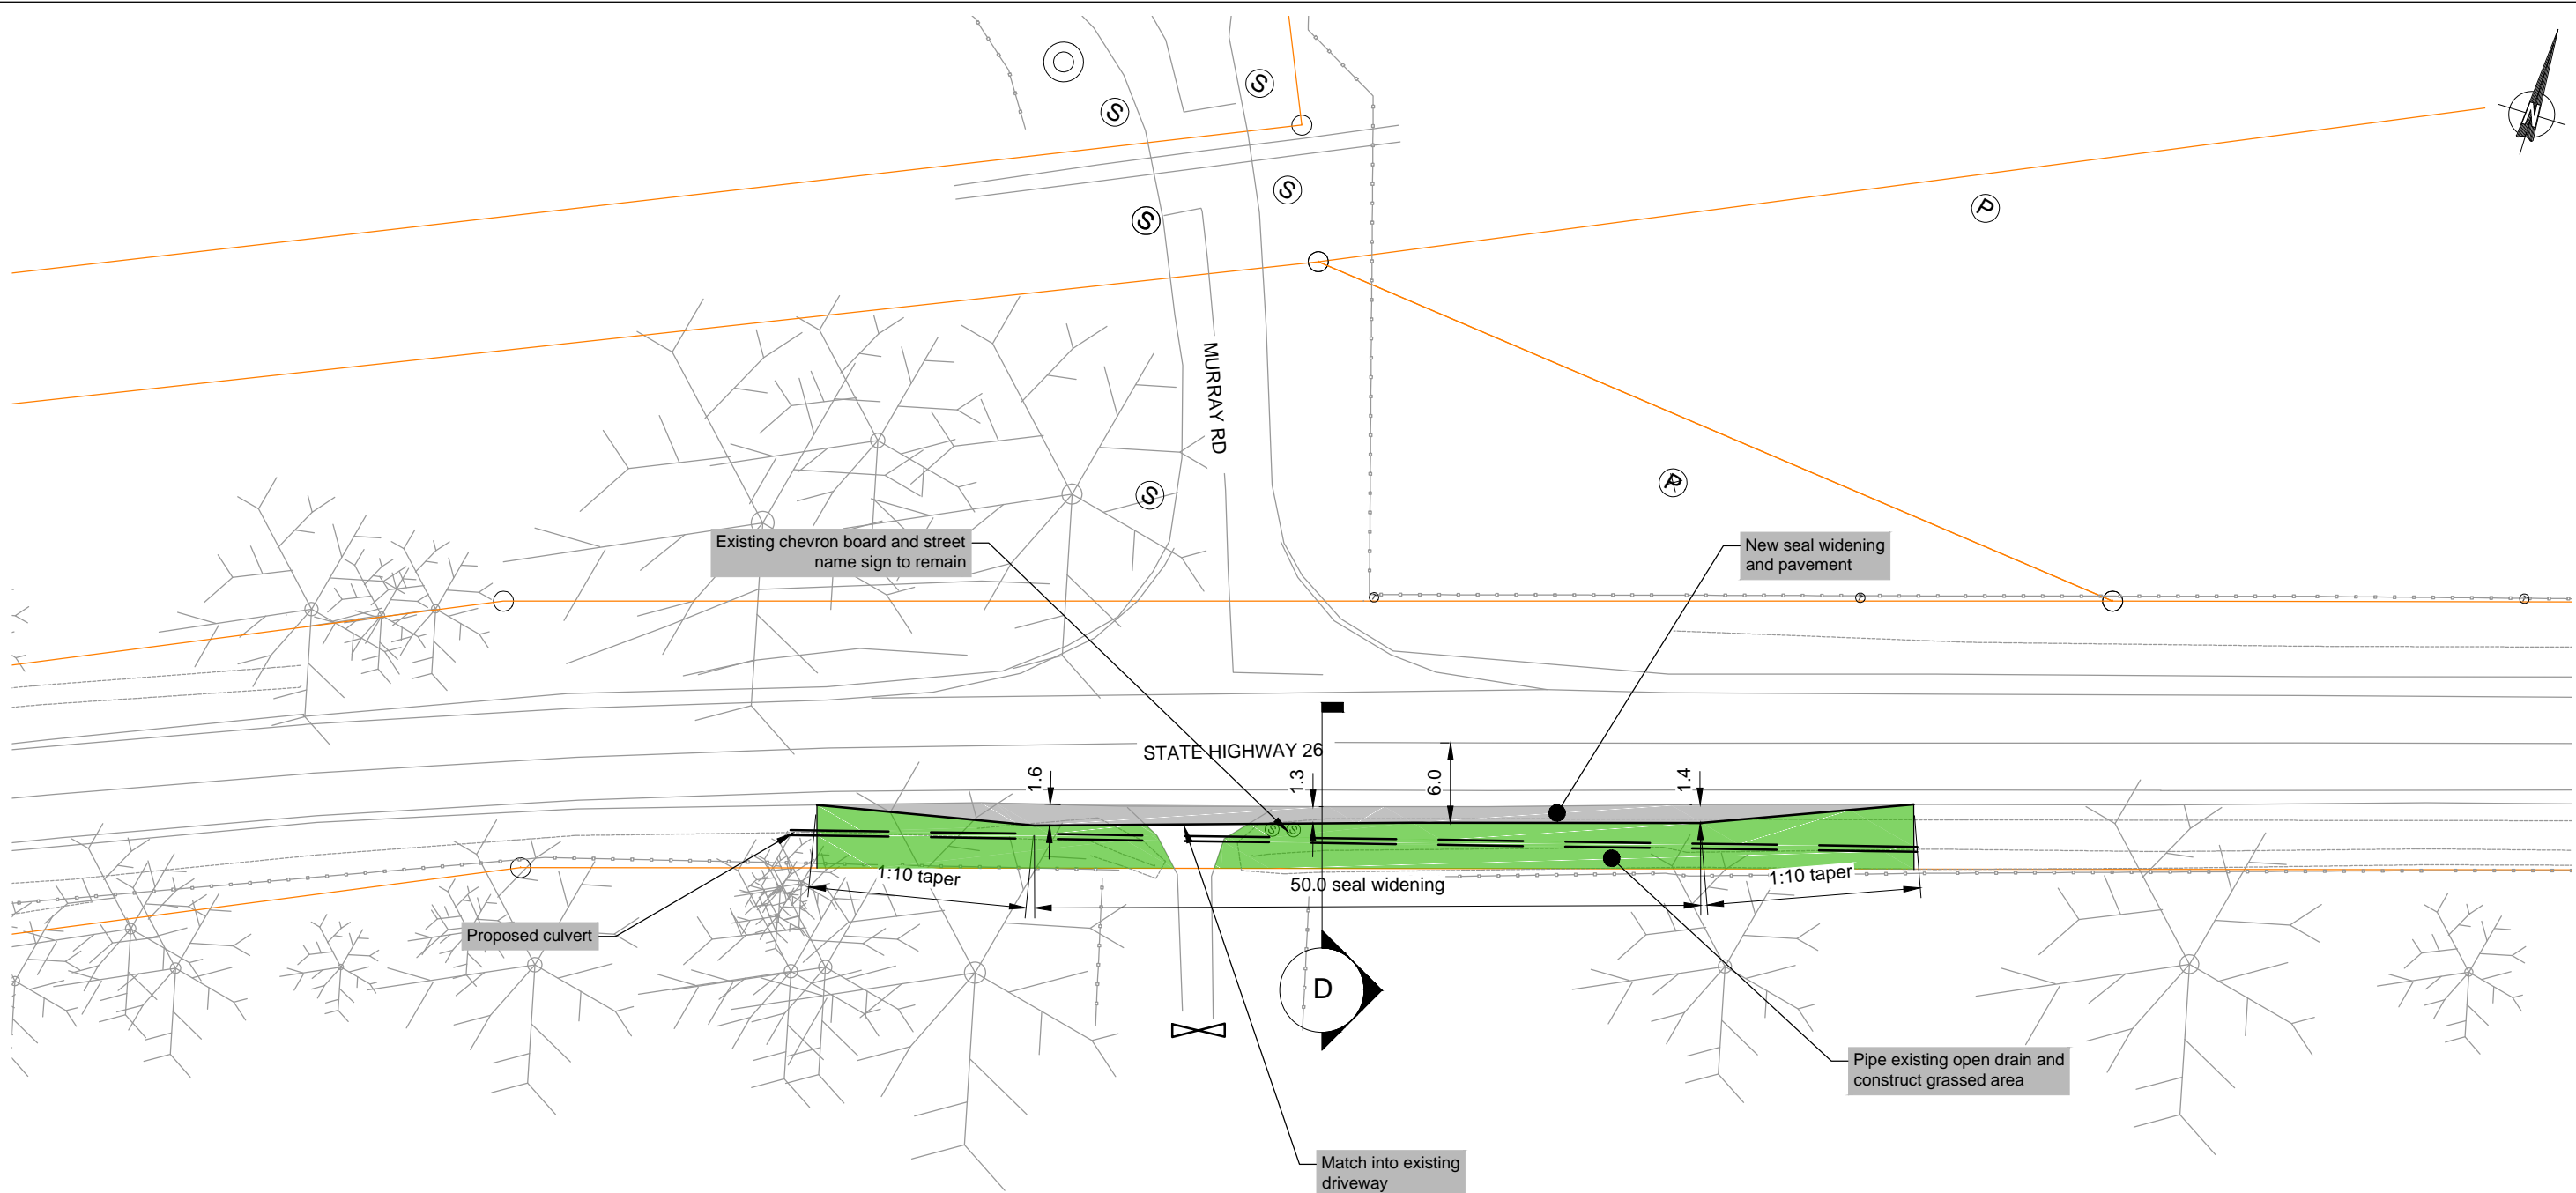 S
S
S
S
P
MURRAY RD
S
Existing chevron board and street
name sign to remain
New seal widening
and pavement
STATE HIGHWAY 26
1.6
1.3
6.0
1.4
S
S
1:10 taper
50.0 seal widening
1:10 taper
Proposed culvert
D
Pipe existing open drain and
construct grassed area
Match into existing
driveway